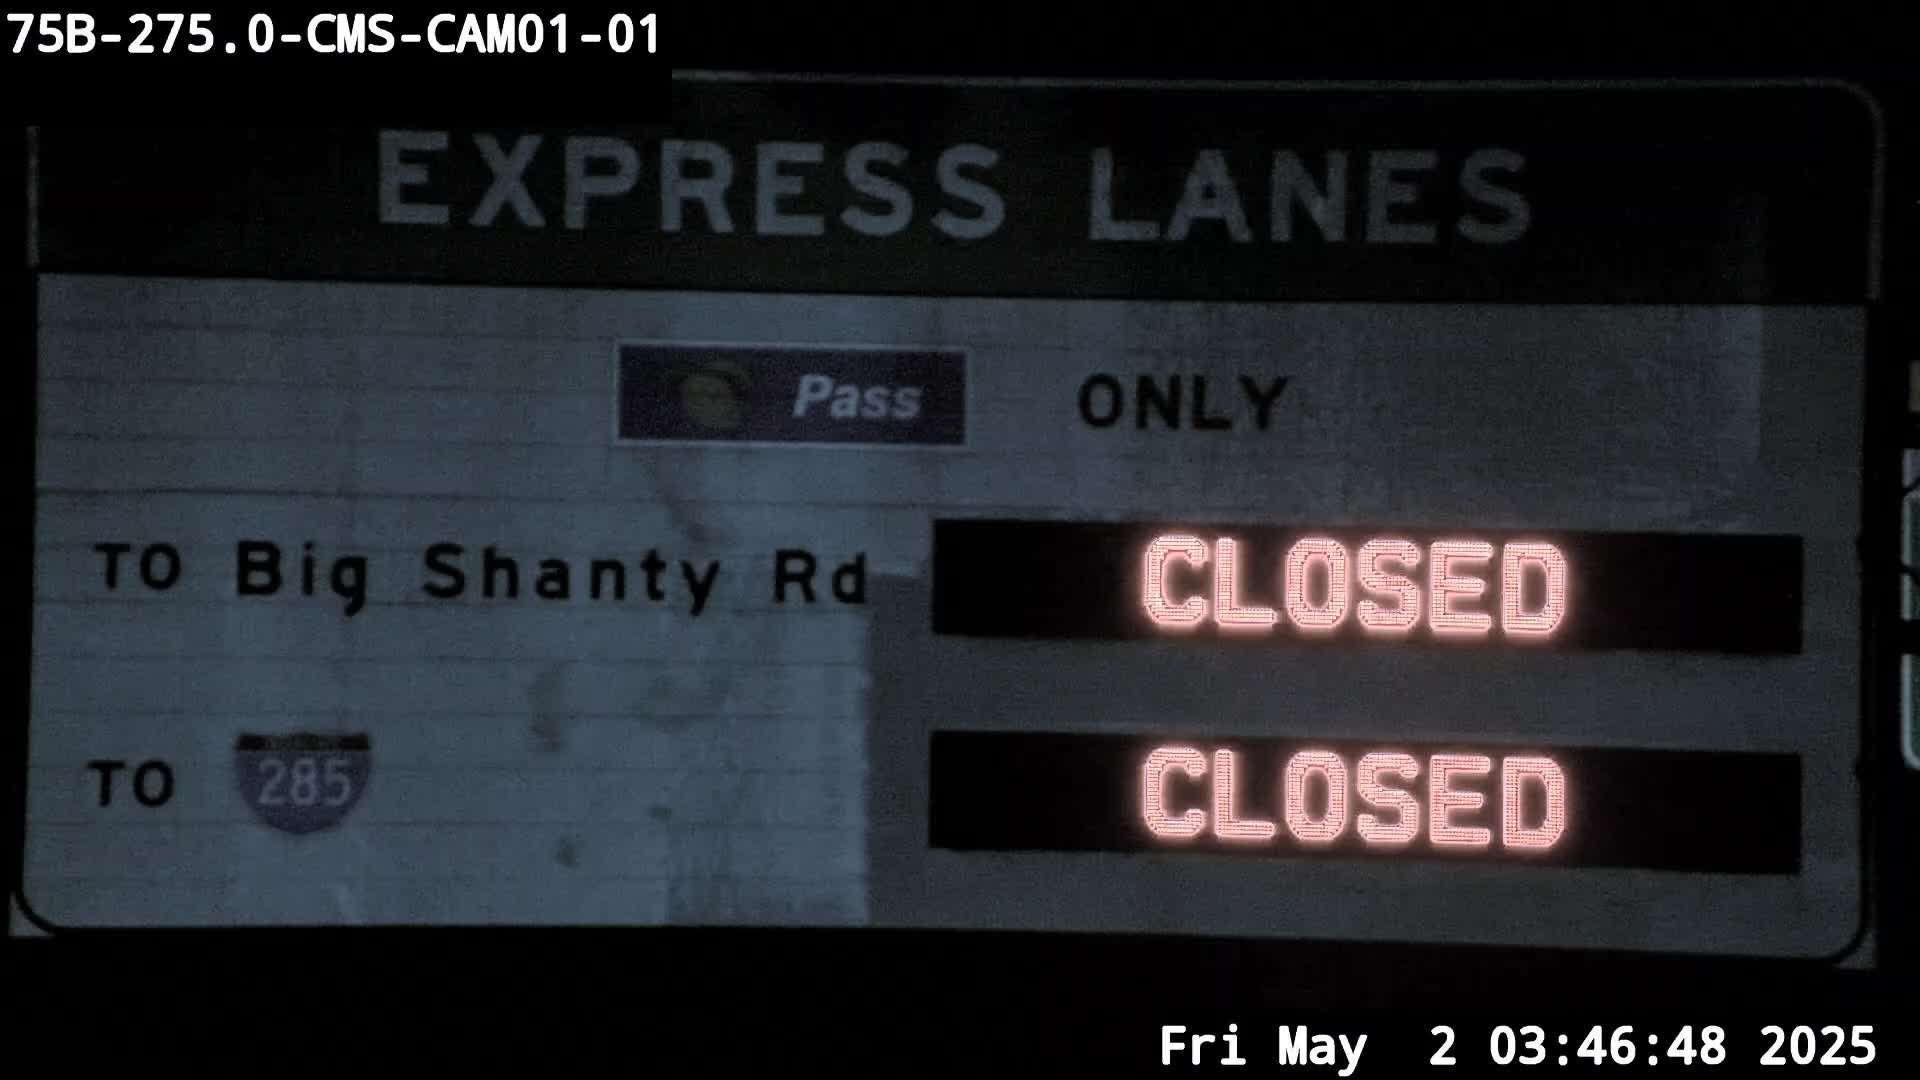 75B-275.0-CMS-CAM01-01
EXPRESS LANES
Pass ONLY
TO Big Shanty Rd CLOSED
TO 285 CLOSED
Fri May 2 03:46:48 2025